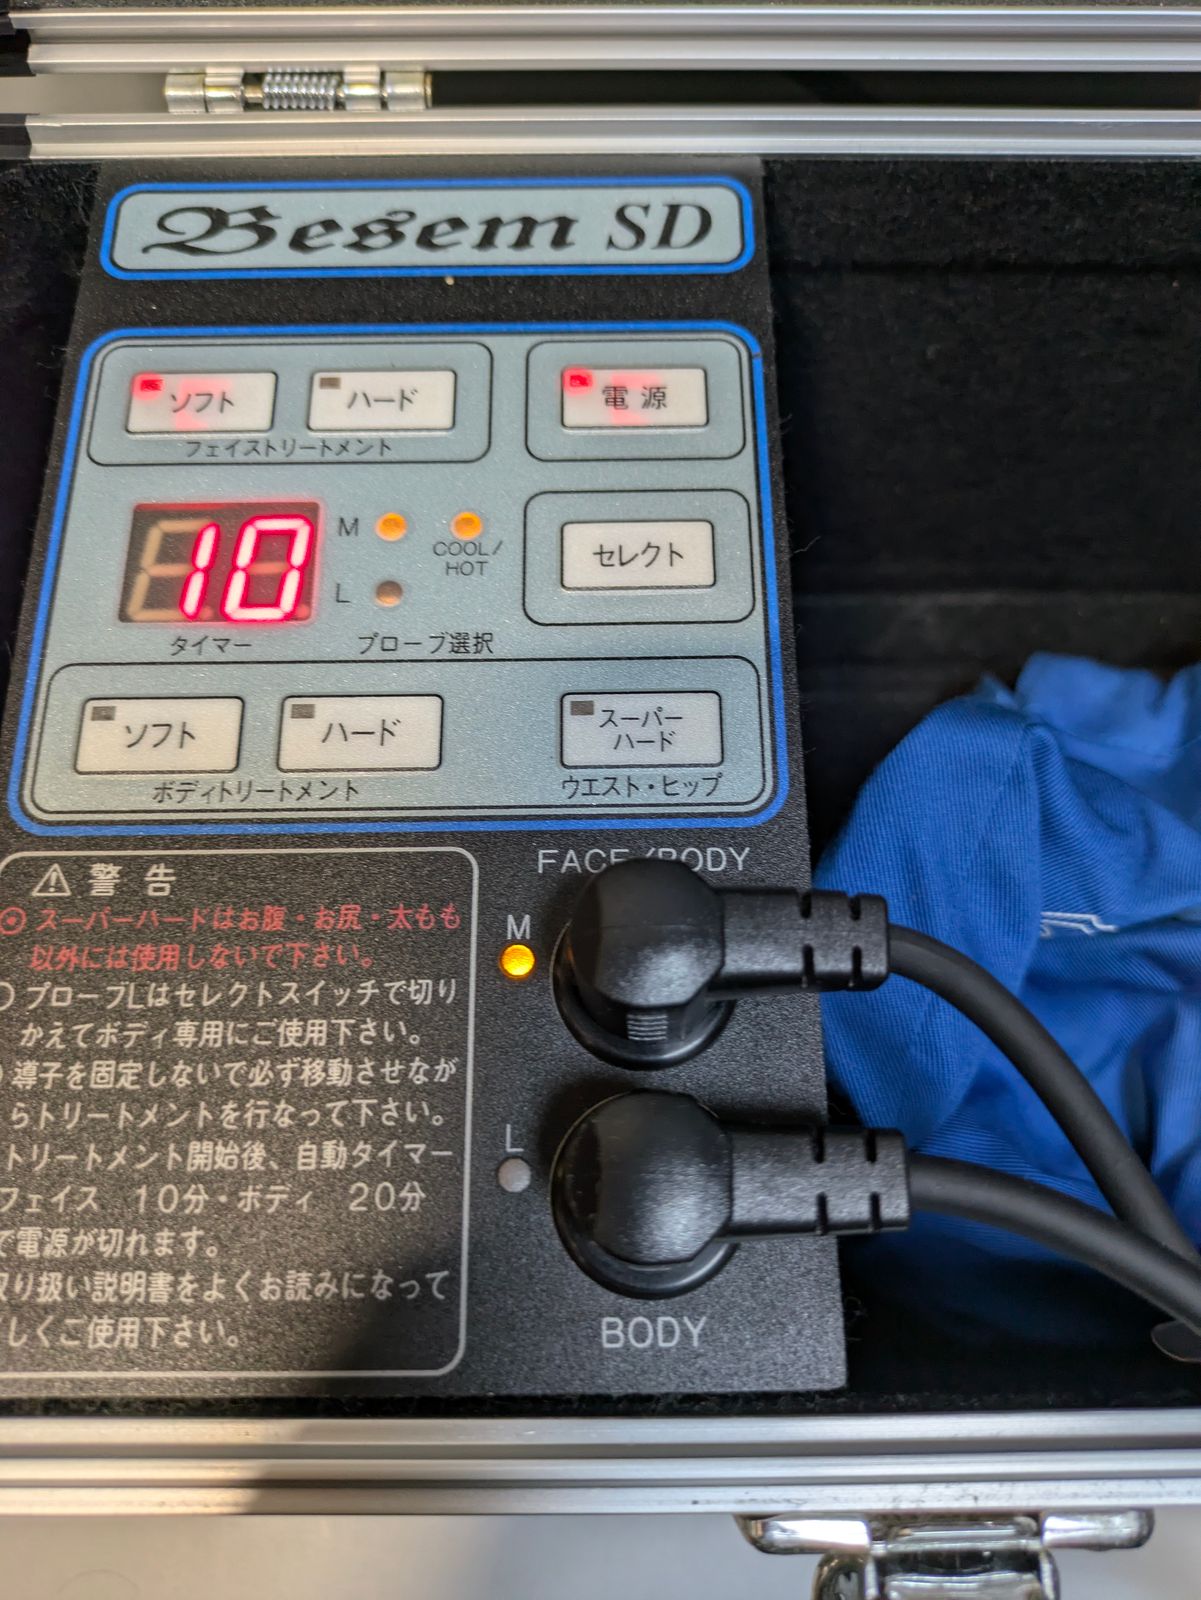 Besem SD
ソフト
ハード
電源
フェイストリートメント
10
M
COOL/
HOT
L
セレクト
タイマー
プローブ選択
ソフト
ハード
スーパー
ハード
ボディトリートメント
ウエスト・ヒップ
警告
スーパーハードはお腹・お尻・太もも
以外には使用しないで下さい。
プローブLはセレクトスイッチで切り
かえてボディ専用にご使用下さい。
導子を固定しないで必ず移動させなが
らトリートメントを行なって下さい。
トリートメント開始後、自動タイマー
フェイス 10分・ボディ 20分
で電源が切れます。
取り扱い説明書をよくお読みになって
しくご使用下さい。
FACE/BODY
M
L
BODY